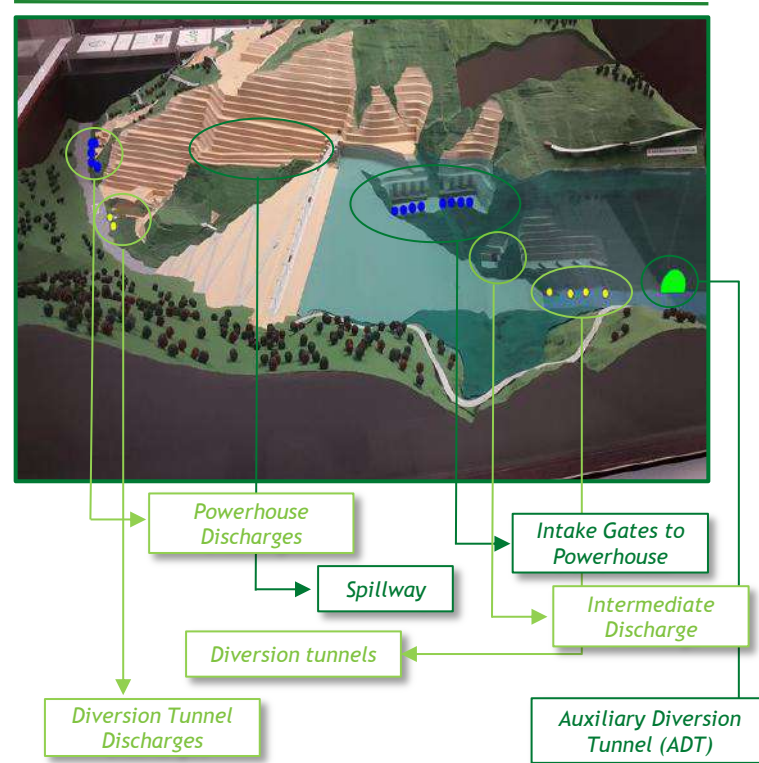 Powerhouse
Discharges
Intake Gates to
Powerhouse
Spillway
Intermediate
Discharge
Diversion tunnels
Diversion Tunnel
Discharges
Auxiliary Diversion
Tunnel (ADT)